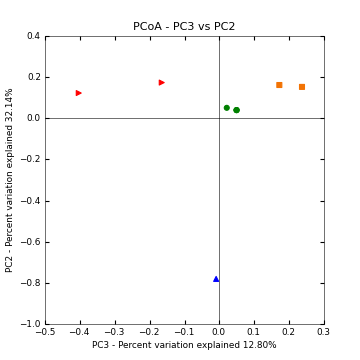 PCoA - PC3 vs PC2
0.4
0.2
0.0
−0.2
−0.4
−0.6
−0.8
−1.0
PC2 - Percent variation explained 32.14%
−0.5 −0.4 −0.3 −0.2 −0.1 0.0 0.1 0.2 0.3
PC3 - Percent variation explained 12.80%